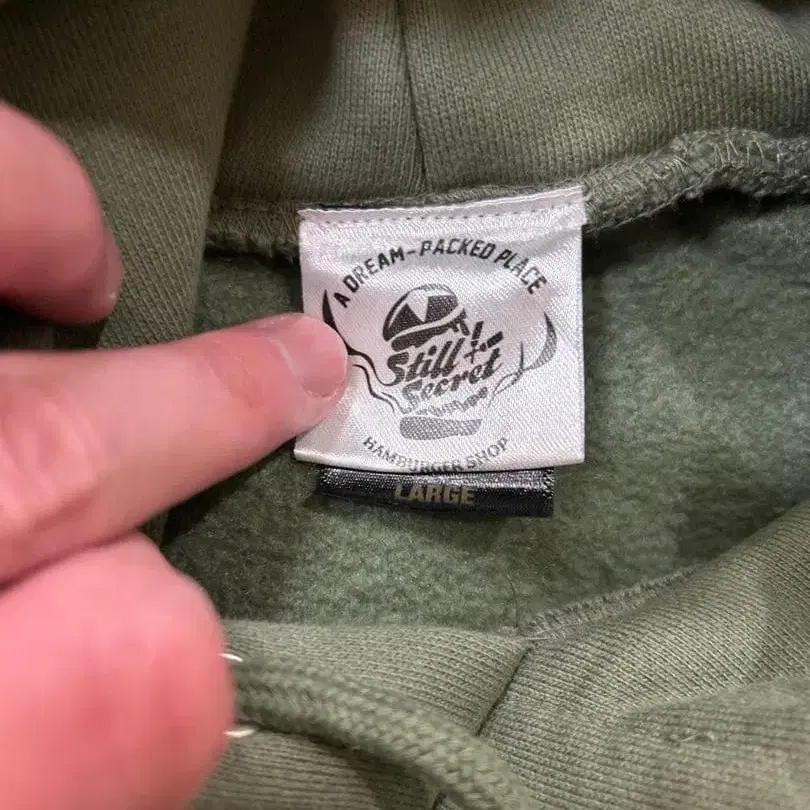 A DREAM-PACKED PLACE
Still
Secret
HAMBURGER SHOP
LARGE